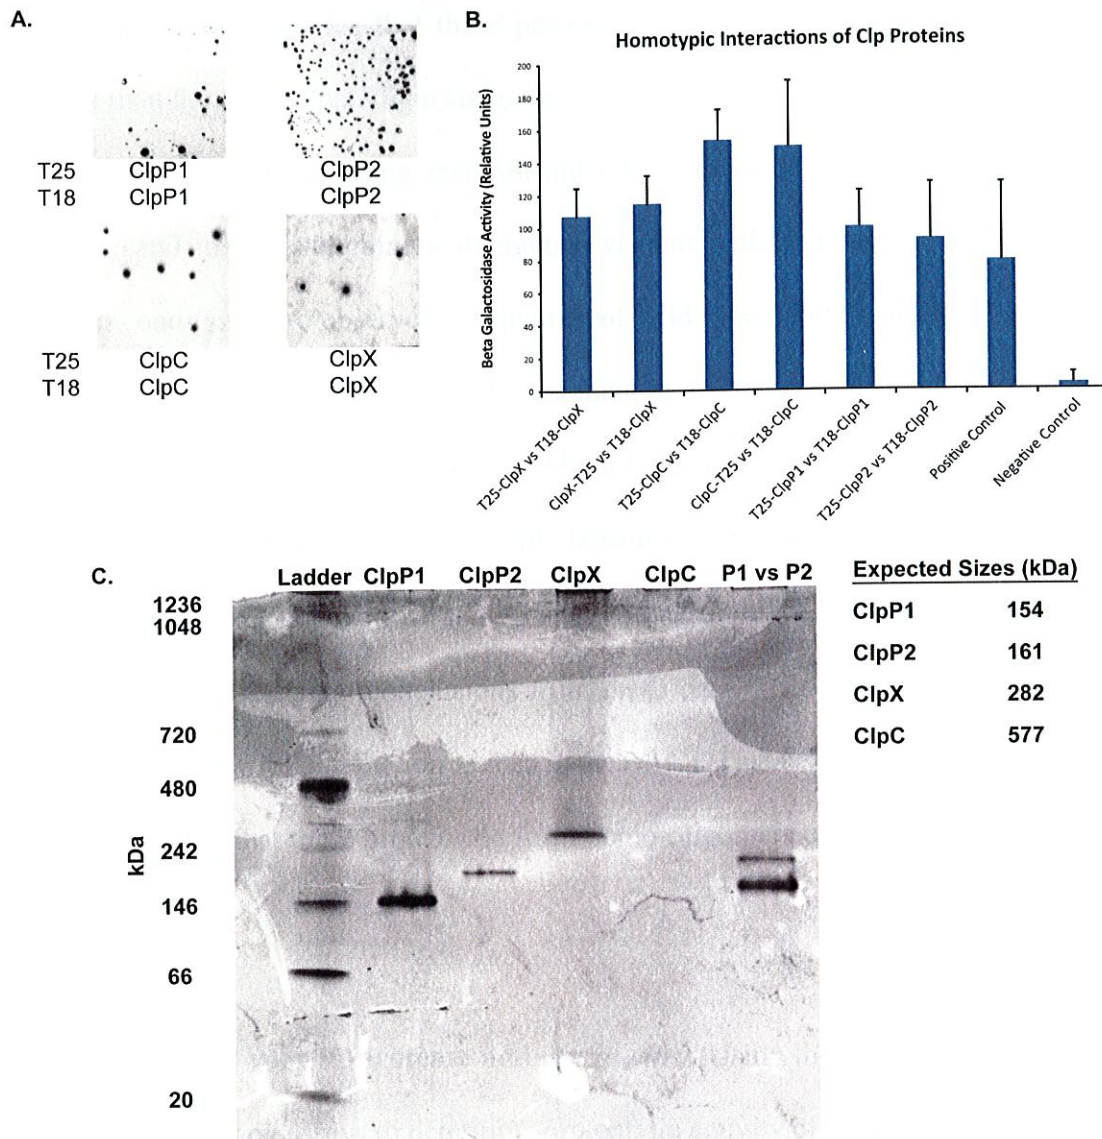 A.
T25 ClpP1 ClpP2
T18 ClpP1 ClpP2
T25 ClpC ClpX
T18 ClpC ClpX
B.
Homotypic Interactions of Clp Proteins
Beta Galactosidase Activity (Relative Units)
200
180
160
140
120
100
80
60
40
20
0
T25-ClpX vs T18-ClpX
ClpX-T25 vs T18-ClpX
T25-ClpC vs T18-ClpC
ClpC-T25 vs T18-ClpC
T25-ClpP1 vs T18-ClpP1
T25-ClpP2 vs T18-ClpP2
Positive Control
Negative Control
C.
Ladder ClpP1 ClpP2 ClpX ClpC P1 vs P2
kDa
1236
1048
720
480
242
146
66
20
Expected Sizes (kDa)
ClpP1 154
ClpP2 161
ClpX 282
ClpC 577